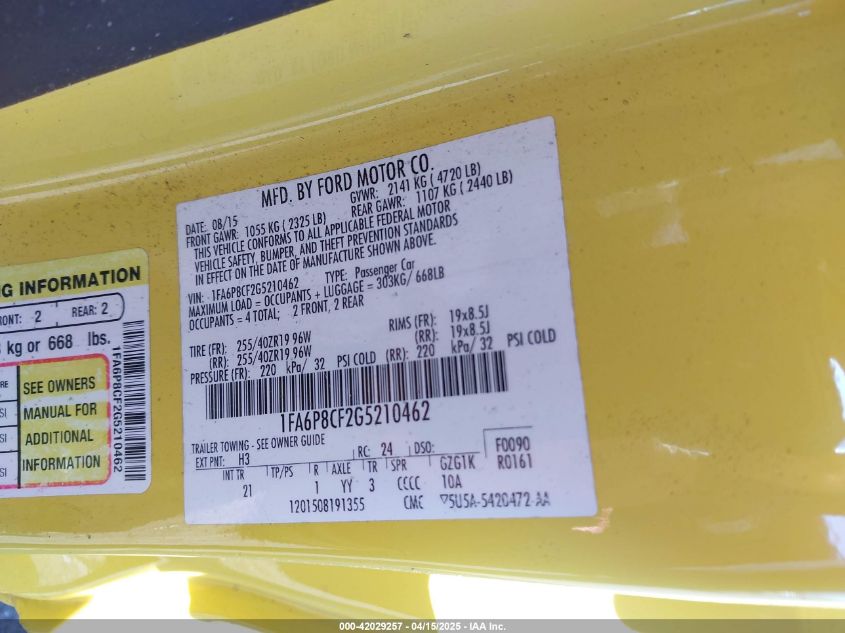 MFD. BY FORD MOTOR CO.
DATE: 08/15 GVWR: 2141 KG ( 4720 LB)
FRONT GAWR: 1055 KG ( 2325 LB) REAR GAWR: 1107 KG ( 2440 LB)
THIS VEHICLE CONFORMS TO ALL APPLICABLE FEDERAL MOTOR
VEHICLE SAFETY, BUMPER, AND THEFT PREVENTION STANDARDS
IN EFFECT ON THE DATE OF MANUFACTURE SHOWN ABOVE.
VIN: 1FA6P8CF2G5210462 TYPE: Passenger Car
MAXIMUM LOAD = OCCUPANTS + LUGGAGE = 303KG/ 668LB
OCCUPANTS = 4 TOTAL; 2 FRONT, 2 REAR
TIRE (FR): 255/40ZR19 96W RIMS (FR): 19x8.5J
(RR): 255/40ZR19 96W (RR): 19x8.5J
PRESSURE (FR): 220 kPa/ 32 PSI COLD (RR): 220 kPa/ 32 PSI COLD
1FA6P8CF2G5210462
TRAILER TOWING - SEE OWNER GUIDE
EXT PNT: H3 RC: 24 DSO: F0090
R0161
INT TR TP/PS R AXLE TR SPR GZG1K
21 1 YY 3 CCCC 10A
1201508191355 CMC 5U5A-5420472-AA
NG INFORMATION
FRONT: 2 REAR: 2
kg or 668 lbs.
SEE OWNERS
MANUAL FOR
ADDITIONAL
INFORMATION
1FA6P8CF2G5210462
000-42029257 - 04/15/2025 - IAA Inc.